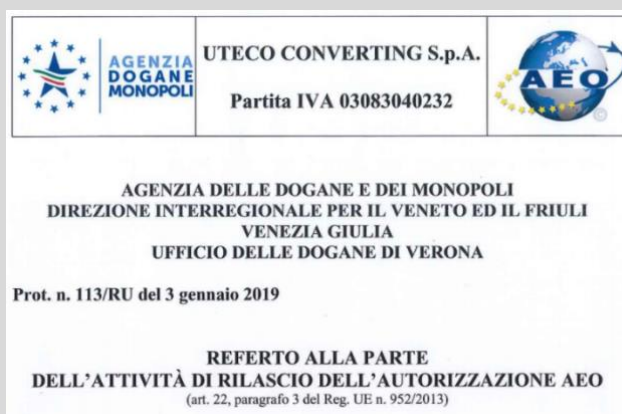 AGENZIA
DOGANE
MONOPOLI
UTECO CONVERTING S.p.A.
Partita IVA 03083040232
AEO
©
AGENZIA DELLE DOGANE E DEI MONOPOLI
DIREZIONE INTERREGIONALE PER IL VENETO ED IL FRIULI
VENEZIA GIULIA
UFFICIO DELLE DOGANE DI VERONA
Prot. n. 113/RU del 3 gennaio 2019
REFERTO ALLA PARTE
DELL'ATTIVITÀ DI RILASCIO DELL'AUTORIZZAZIONE AEO
(art. 22, paragrafo 3 del Reg. UE n. 952/2013)